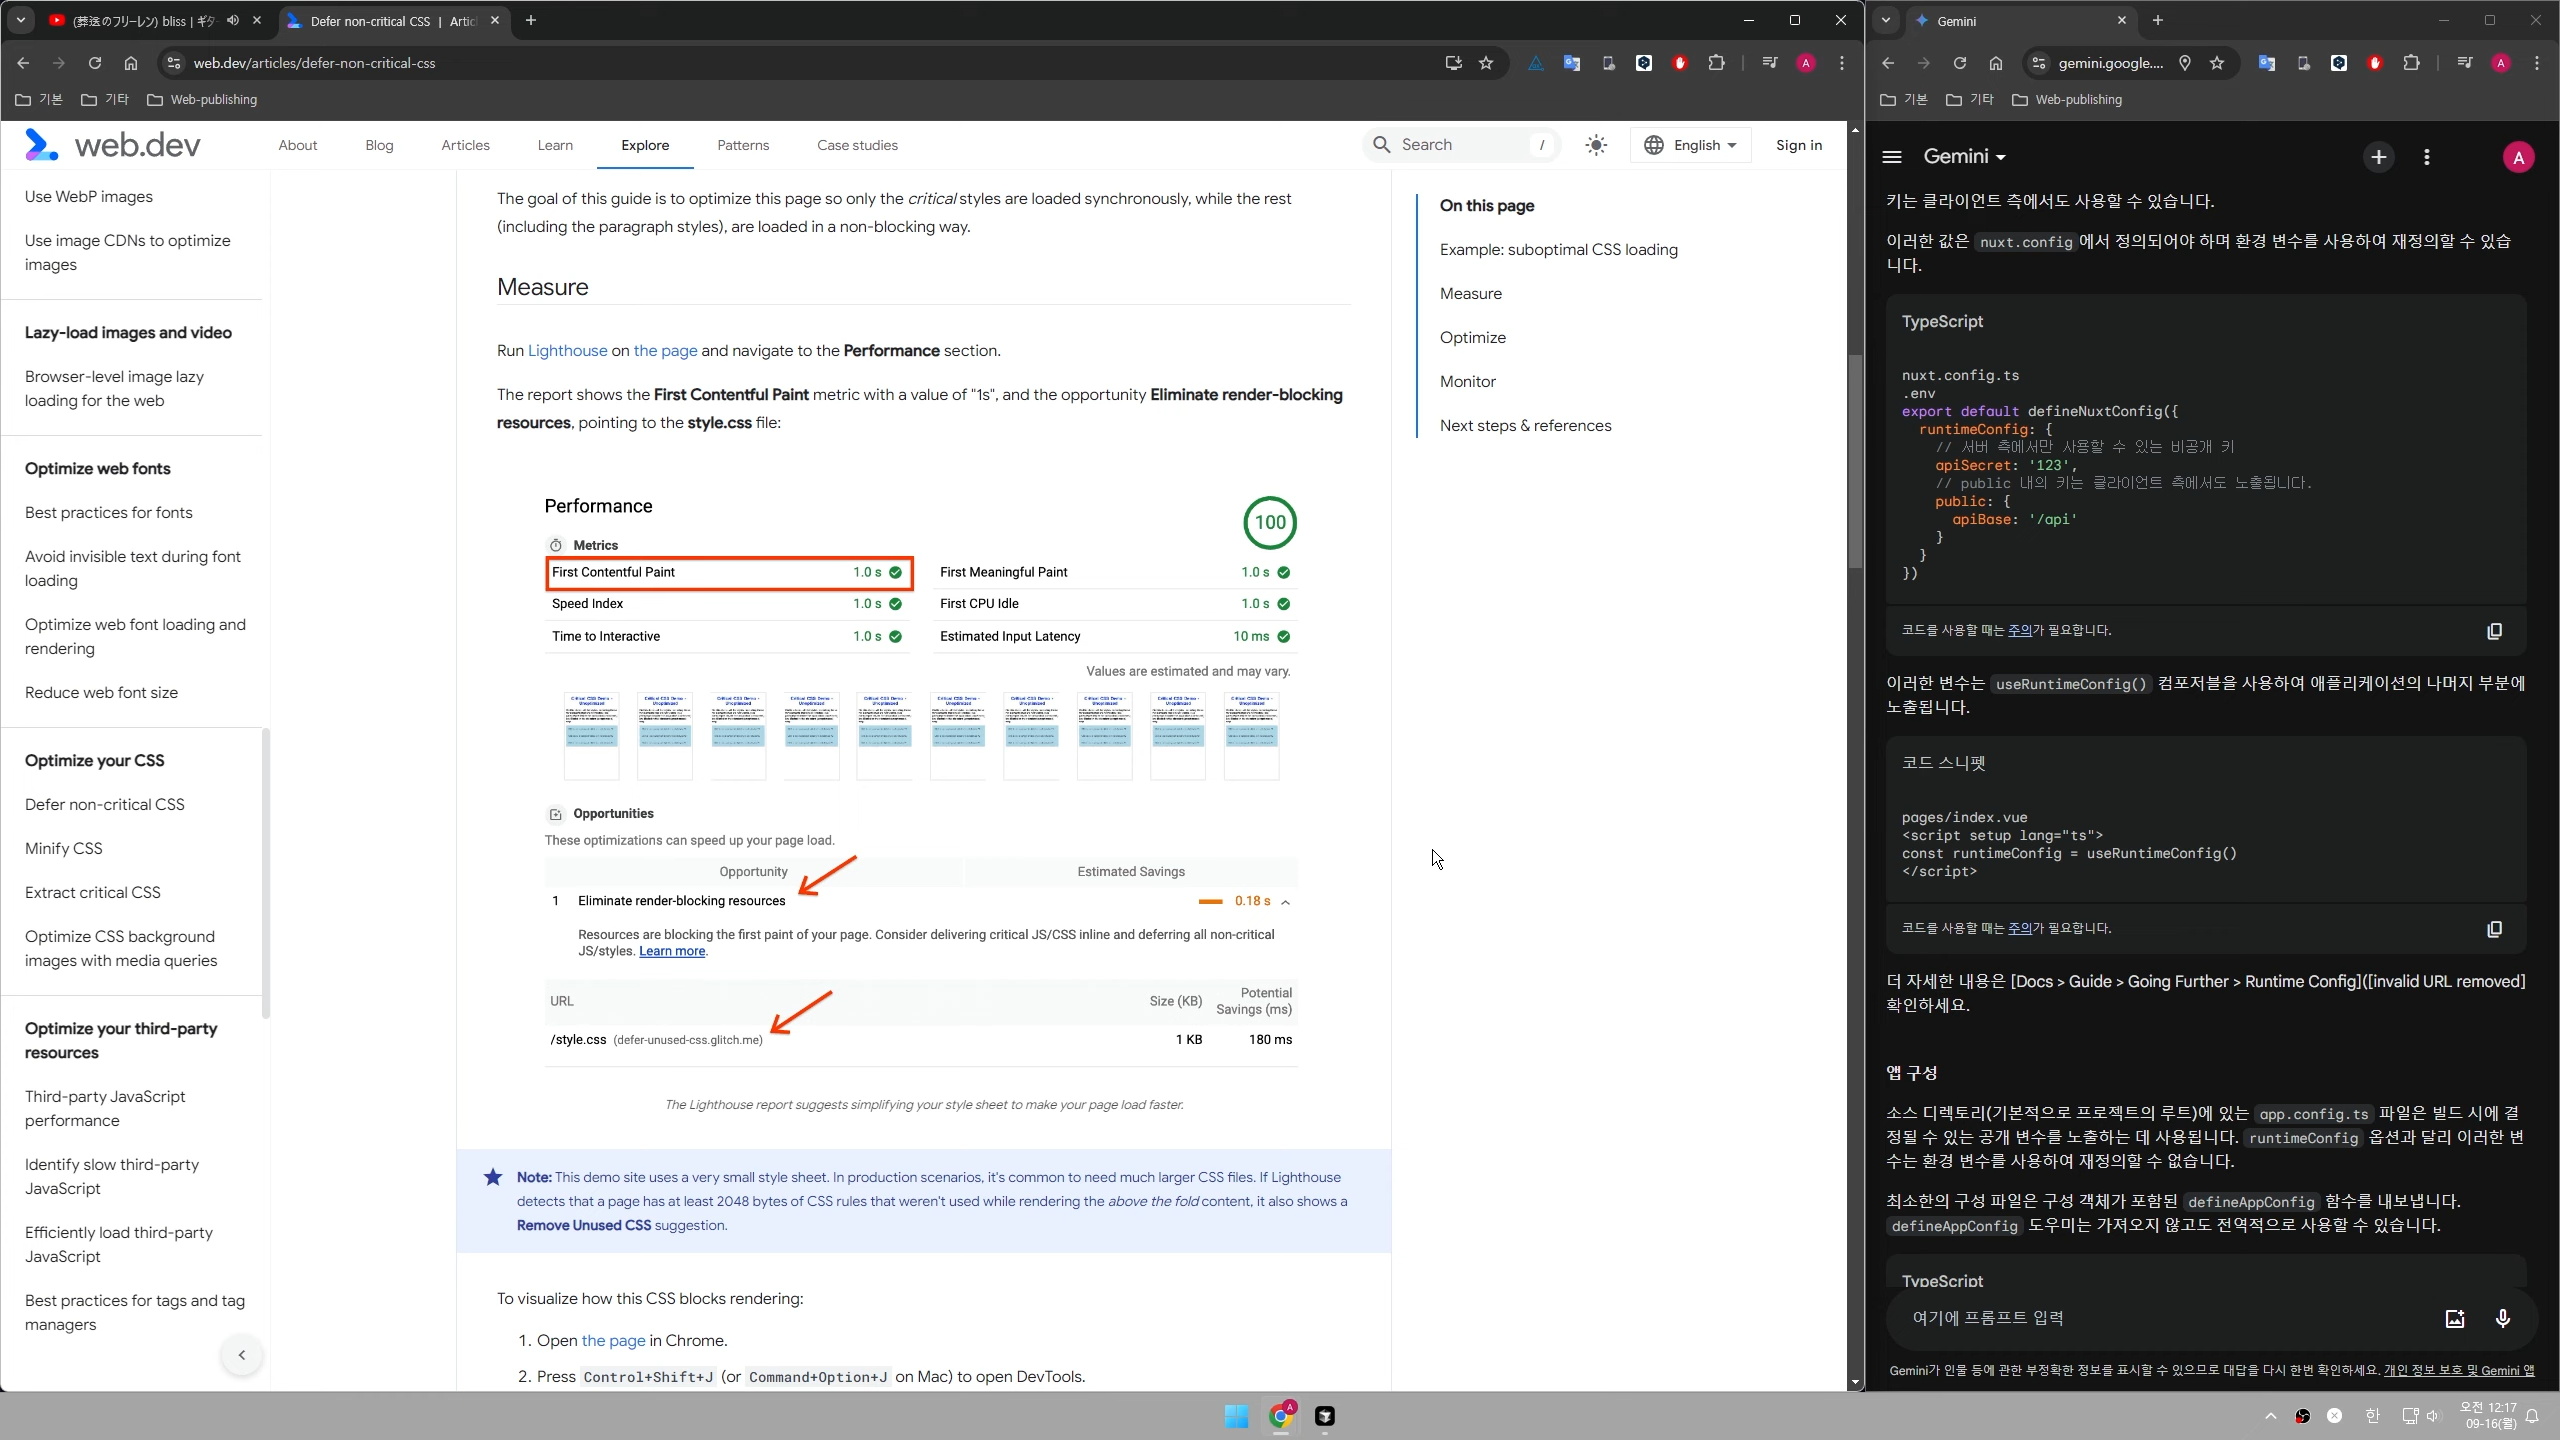 (葬送のフリーレン) bliss | ギター
Defer non-critical CSS | Artic
web.dev/articles/defer-non-critical-css
기본
기타
Web-publishing
web.dev
About
Blog
Articles
Learn
Explore
Patterns
Case studies
Search
/
English
Sign in
Use WebP images
Use image CDNs to optimize
images
Lazy-load images and video
Browser-level image lazy
loading for the web
Optimize web fonts
Best practices for fonts
Avoid invisible text during font
loading
Optimize web font loading and
rendering
Reduce web font size
Optimize your CSS
Defer non-critical CSS
Minify CSS
Extract critical CSS
Optimize CSS background
images with media queries
Optimize your third-party
resources
Third-party JavaScript
performance
Identify slow third-party
JavaScript
Efficiently load third-party
JavaScript
Best practices for tags and tag
managers
The goal of this guide is to optimize this page so only the critical styles are loaded synchronously, while the rest
(including the paragraph styles), are loaded in a non-blocking way.
Measure
Run Lighthouse on the page and navigate to the Performance section.
The report shows the First Contentful Paint metric with a value of "1s", and the opportunity Eliminate render-blocking
resources, pointing to the style.css file:
Performance
100
Metrics
First Contentful Paint 1.0 s
First Meaningful Paint 1.0 s
Speed Index 1.0 s
First CPU Idle 1.0 s
Time to Interactive 1.0 s
Estimated Input Latency 10 ms
Values are estimated and may vary.
Opportunities
These optimizations can speed up your page load.
Opportunity
Estimated Savings
1 Eliminate render-blocking resources 0.18 s
Resources are blocking the first paint of your page. Consider delivering critical JS/CSS inline and deferring all non-critical
JS/styles. Learn more.
URL
Size (KB)
Potential
Savings (ms)
/style.css (defer-unused-css.glitch.me) 1 KB 180 ms
The Lighthouse report suggests simplifying your style sheet to make your page load faster.
Note: This demo site uses a very small style sheet. In production scenarios, it's common to need much larger CSS files. If Lighthouse
detects that a page has at least 2048 bytes of CSS rules that weren't used while rendering the above the fold content, it also shows a
Remove Unused CSS suggestion.
To visualize how this CSS blocks rendering:
1. Open the page in Chrome.
2. Press Control+Shift+J (or Command+Option+J on Mac) to open DevTools.
On this page
Example: suboptimal CSS loading
Measure
Optimize
Monitor
Next steps & references
Gemini
gemini.google....
A
기본
기타
Web-publishing
Gemini
A
키는 클라이언트 측에서도 사용할 수 있습니다.
이러한 값은 nuxt.config에서 정의되어야 하며 환경 변수를 사용하여 재정의할 수 있습
니다.
TypeScript
nuxt.config.ts
.env
export default defineNuxtConfig({
runtimeConfig: {
// 서버 측에서만 사용할 수 있는 비공개 키
apiSecret: '123',
// public 내의 키는 클라이언트 측에서도 노출됩니다.
public: {
apiBase: '/api'
}
}
})
코드를 사용할 때는 주의가 필요합니다.
이러한 변수는 useRuntimeConfig() 컴포저블을 사용하여 애플리케이션의 나머지 부분에
노출됩니다.
코드 스니펫
pages/index.vue
<script setup lang="ts">
const runtimeConfig = useRuntimeConfig()
</script>
코드를 사용할 때는 주의가 필요합니다.
더 자세한 내용은 [Docs > Guide > Going Further > Runtime Config]([invalid URL removed]
확인하세요.
앱 구성
소스 디렉토리(기본적으로 프로젝트의 루트)에 있는 app.config.ts 파일은 빌드 시에 결
정될 수 있는 공개 변수를 노출하는 데 사용됩니다. runtimeConfig 옵션과 달리 이러한 변
수는 환경 변수를 사용하여 재정의할 수 없습니다.
최소한의 구성 파일은 구성 객체가 포함된 defineAppConfig 함수를 내보냅니다.
defineAppConfig 도우미는 가져오지 않고도 전역적으로 사용할 수 있습니다.
TypeScript
여기에 프롬프트 입력
Gemini가 인물 등에 관한 부정확한 정보를 표시할 수 있으므로 대답을 다시 한번 확인하세요. 개인 정보 보호 및 Gemini 앱
한
오전 12:17
09-16(월)